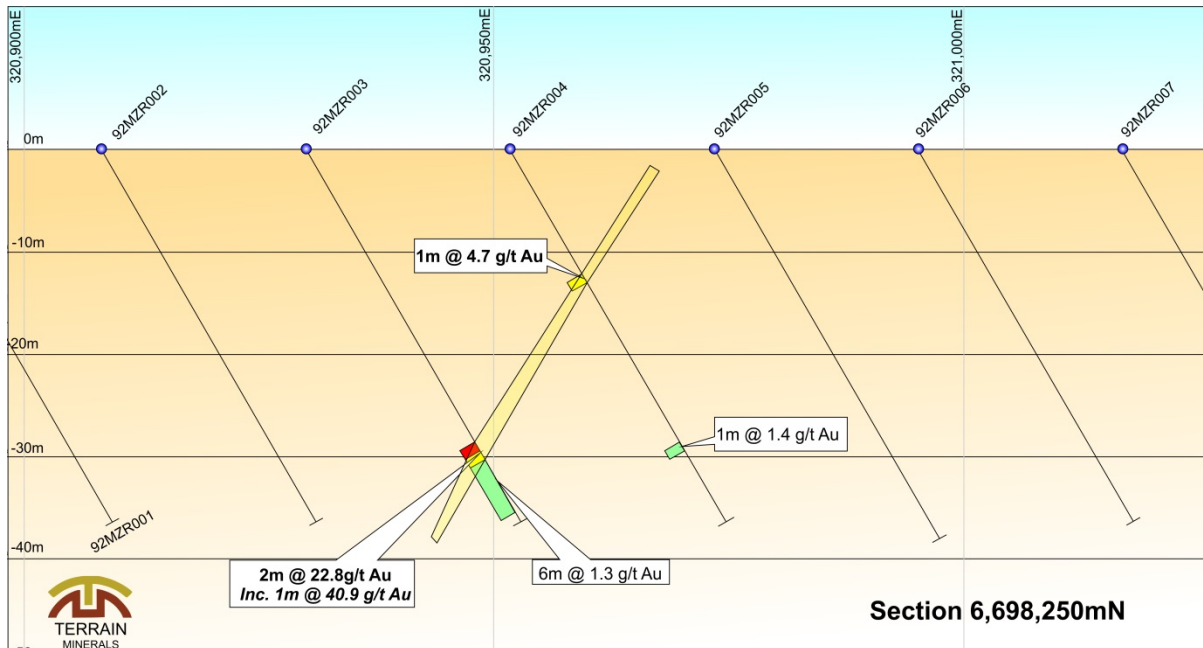 320,900mE
320,950mE
321,000mE
92MZR002
92MZR003
92MZR004
92MZR005
92MZR006
92MZR007
0m
-10m
1m @ 4.7 g/t Au
-20m
1m @ 1.4 g/t Au
-30m
92MZR001
-40m
2m @ 22.8g/t Au
Inc. 1m @ 40.9 g/t Au
6m @ 1.3 g/t Au
Section 6,698,250mN
TERRAIN
MINERALS